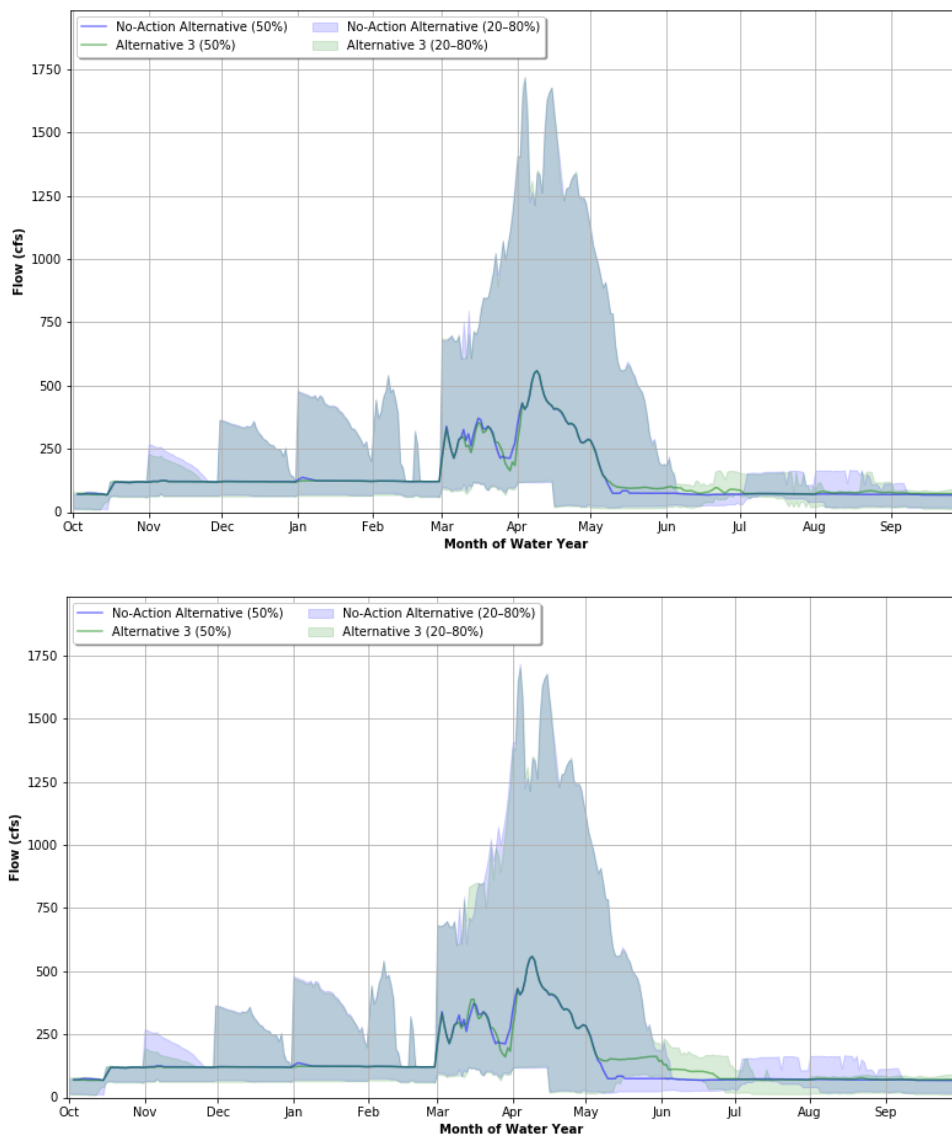 No-Action Alternative (50%) No-Action Alternative (20–80%)
Alternative 3 (50%) Alternative 3 (20–80%)
1750
1500
1250
1000
750
500
250
0
Flow (cfs)
Oct Nov Dec Jan Feb Mar Apr May Jun Jul Aug Sep
Month of Water Year
No-Action Alternative (50%) No-Action Alternative (20–80%)
Alternative 3 (50%) Alternative 3 (20–80%)
1750
1500
1250
1000
750
500
250
0
Flow (cfs)
Oct Nov Dec Jan Feb Mar Apr May Jun Jul Aug Sep
Month of Water Year